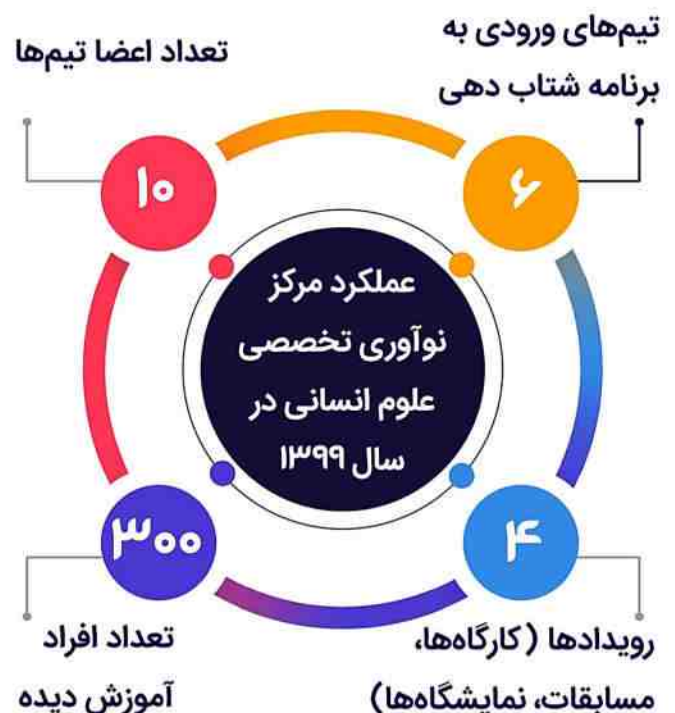 تیم‌های ورودی به
برنامه شتاب دهی
۶
تعداد اعضا تیم‌ها
۱۰
عملکرد مرکز
نوآوری تخصصی
علوم انسانی در
سال ۱۳۹۹
۴
رویدادها (کارگاه‌ها،
مسابقات، نمایشگاه‌ها)
۳۰۰
تعداد افراد
آموزش دیده